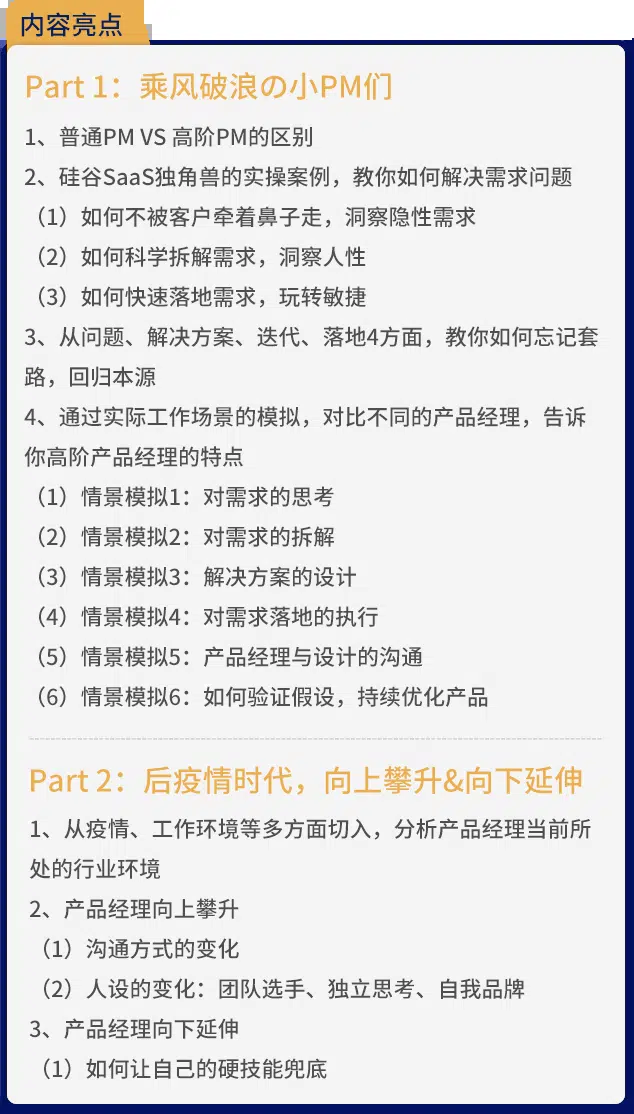 内容亮点
Part 1：乘风破浪の小PM们
1、普通PM VS 高阶PM的区别
2、硅谷SaaS独角兽的实操案例，教你如何解决需求问题
（1）如何不被客户牵着鼻子走，洞察隐性需求
（2）如何科学拆解需求，洞察人性
（3）如何快速落地需求，玩转敏捷
3、从问题、解决方案、迭代、落地4方面，教你如何忘记套
路，回归本源
4、通过实际工作场景的模拟，对比不同的产品经理，告诉
你高阶产品经理的特点
（1）情景模拟1：对需求的思考
（2）情景模拟2：对需求的拆解
（3）情景模拟3：解决方案的设计
（4）情景模拟4：对需求落地的执行
（5）情景模拟5：产品经理与设计的沟通
（6）情景模拟6：如何验证假设，持续优化产品
Part 2：后疫情时代，向上攀升&向下延伸
1、从疫情、工作环境等多方面切入，分析产品经理当前所
处的行业环境
2、产品经理向上攀升
（1）沟通方式的变化
（2）人设的变化：团队选手、独立思考、自我品牌
3、产品经理向下延伸
（1）如何让自己的硬技能兜底